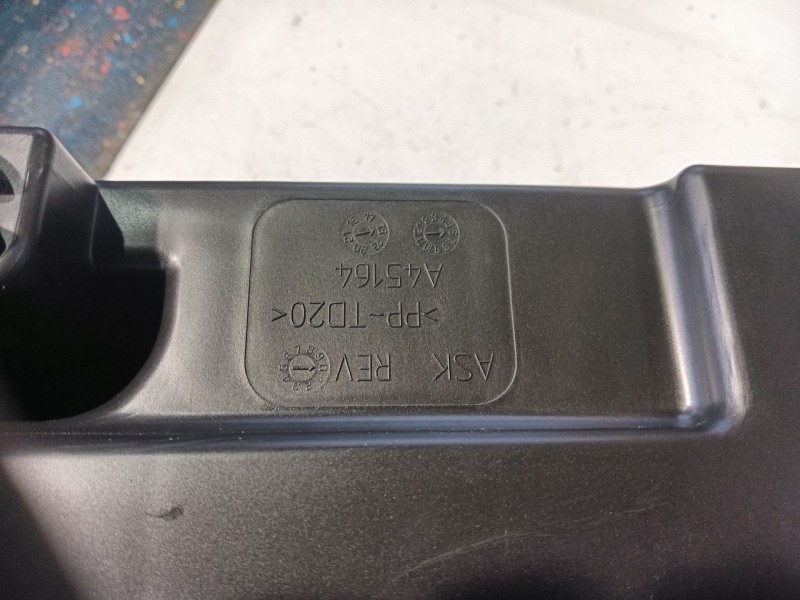 ASK REV
>PP-TD20<
A45164